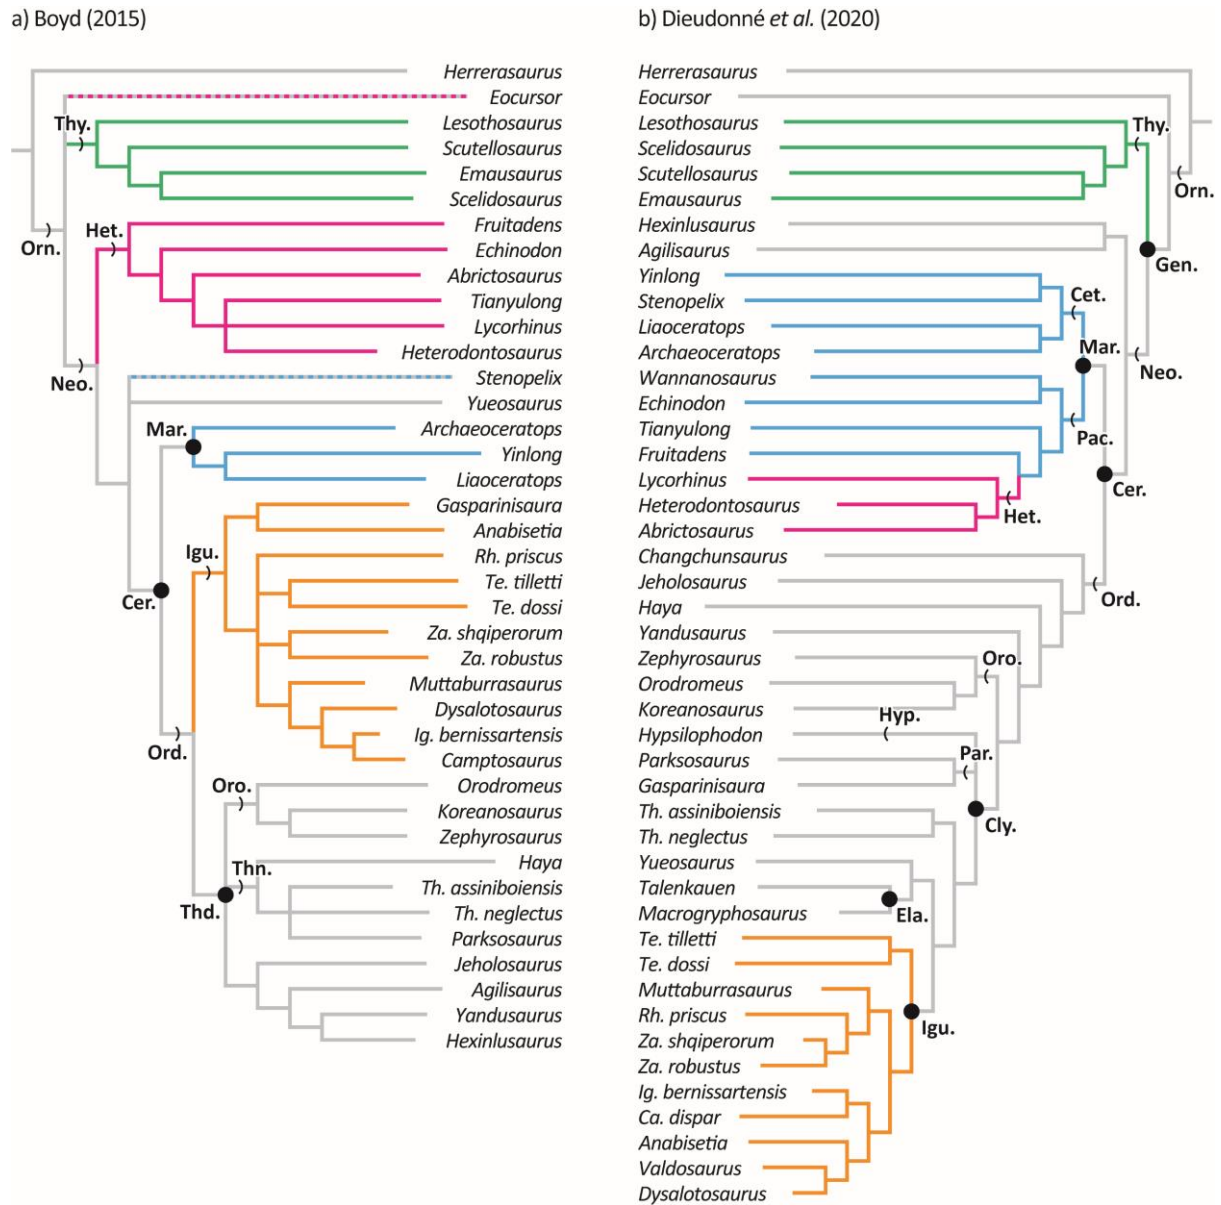 a) Boyd (2015)
Herrerasaurus
Eocursor
Thy.
Lesothosaurus
Scutellosaurus
Emausaurus
Scelidosaurus
Orn.
Het.
Fruitadens
Echinodon
Abrictosaurus
Tianyulong
Lycorhinus
Heterodontosaurus
Neo.
Stenopelix
Yueosaurus
Mar.
Archaeoceratops
Yinlong
Liaoceratops
Gasparinisaura
Anabisetia
Igu.
Rh. priscus
Te. tilletti
Te. dossi
Cer.
Za. shqiperorum
Za. robustus
Muttaburrasaurus
Dysalotosaurus
Ig. bernissartensis
Camptosaurus
Ord.
Oro.
Orodromeus
Koreanosaurus
Zephyrosaurus
Thn.
Haya
Th. assiniboiensis
Th. neglectus
Thd.
Parksosaurus
Jeholosaurus
Agilisaurus
Yandusaurus
Hexinlusaurus
b) Dieudonné et al. (2020)
Herrerasaurus
Eocursor
Lesothosaurus
Thy.
Scelidosaurus
Scutellosaurus
Orn.
Emausaurus
Hexinlusaurus
Agilisaurus
Gen.
Yinlong
Stenopelix
Cet.
Liaoceratops
Mar.
Archaeoceratops
Neo.
Wannanosaurus
Echinodon
Tianyulong
Pac.
Fruitadens
Lycorhinus
Cer.
Heterodontosaurus
Het.
Abrictosaurus
Changchunsaurus
Jeholosaurus
Ord.
Haya
Yandusaurus
Zephyrosaurus
Oro.
Orodromeus
Koreanosaurus
Hyp.
Hypsilophodon
Par.
Parksosaurus
Gasparinisaura
Th. assiniboiensis
Cly.
Th. neglectus
Yueosaurus
Talenkauen
Macrogryphosaurus
Ela.
Te. tilletti
Te. dossi
Muttaburrasaurus
Rh. priscus
Igu.
Za. shqiperorum
Za. robustus
Ig. bernissartensis
Ca. dispar
Anabisetia
Valdosaurus
Dysalotosaurus